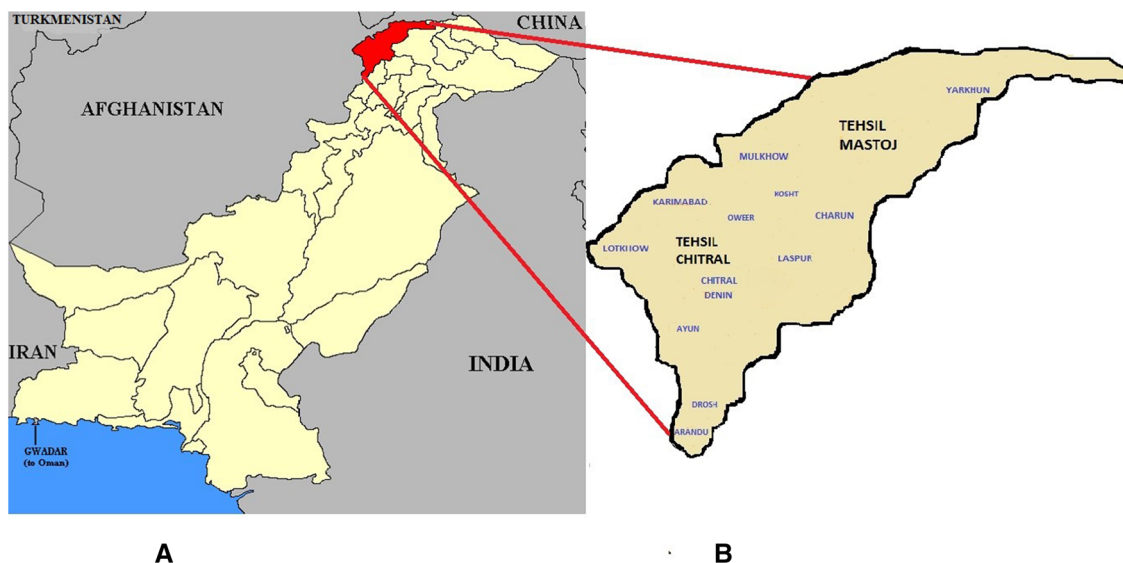 TURKMENISTAN
CHINA
AFGHANISTAN
IRAN
INDIA
GWADAR
(to Oman)
A
YARKHUN
TEHSIL
MASTOJ
MULKHOW
KOSHT
KARIMABAD
OWEER
CHARUN
TEHSIL
CHITRAL
LOTKHOW
LASPUR
CHITRAL
DENIN
AYUN
DROSH
ARANDU
B